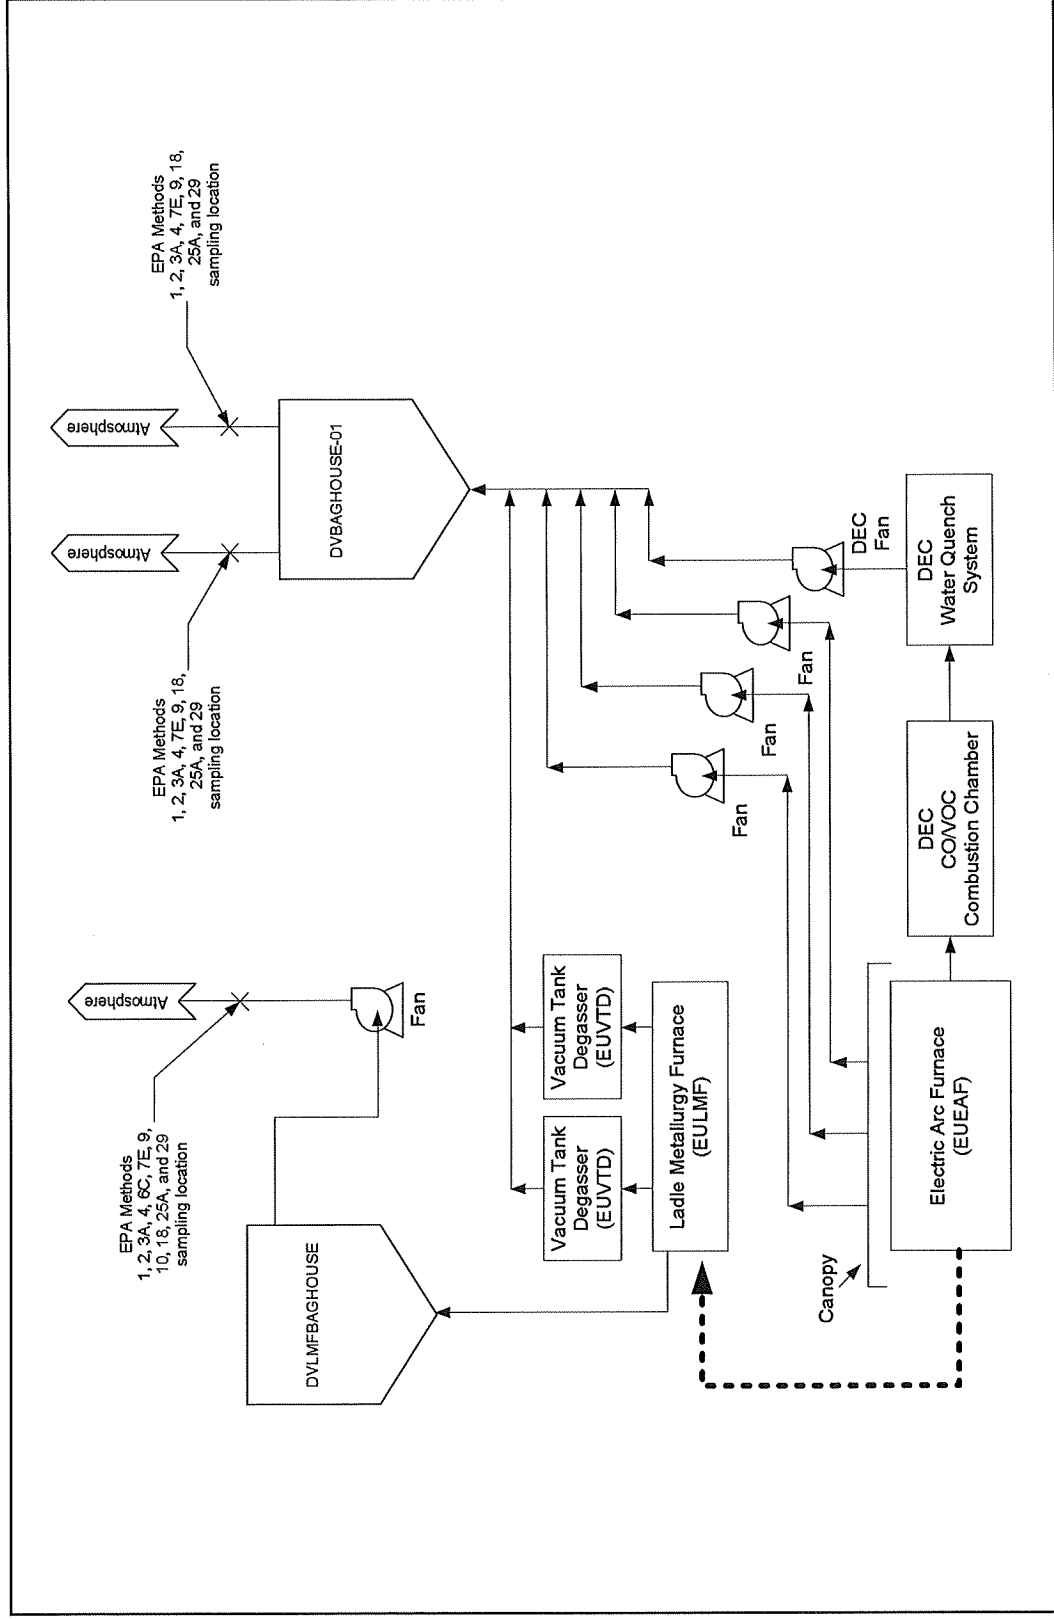 Atmosphere
EPA Methods
1, 2, 3A, 4, 6C, 7E, 9,
10, 18, 25A, and 29
sampling location
Fan
DVLMFBAGHOUSE
Atmosphere
EPA Methods
1, 2, 3A, 4, 7E, 9, 18,
25A, and 29
sampling location
Atmosphere
EPA Methods
1, 2, 3A, 4, 7E, 9, 18,
25A, and 29
sampling location
DVBAGHOUSE-01
Vacuum Tank
Degasser
(EUVTD)
Vacuum Tank
Degasser
(EUVTD)
Ladle Metallurgy Furnace
(EULMF)
Fan
Fan
Fan
DEC
Fan
Canopy
Electric Arc Furnace
(EUEAF)
DEC
CO/VOC
Combustion Chamber
DEC
Water Quench
System